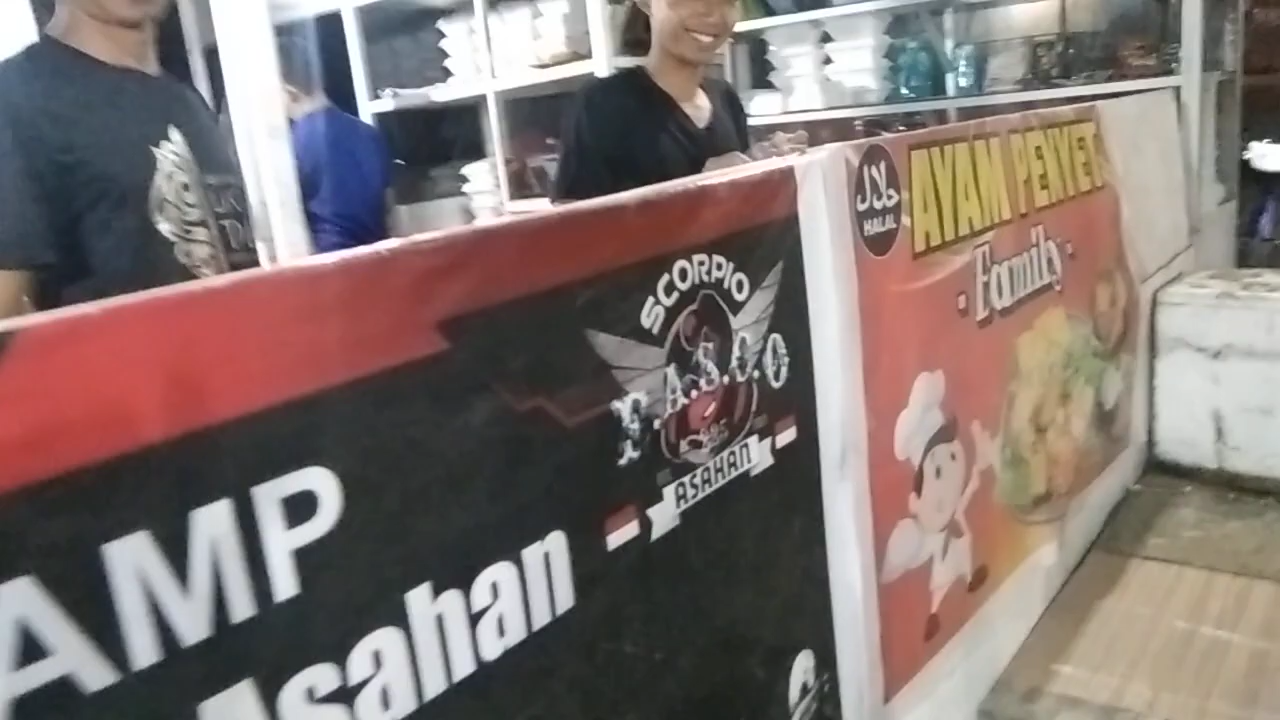 SCORPIO
F.A.S.C.O
ASAHAN
AMP
Asahan
حلال
HALAL
AYAM PENYET
- Family -